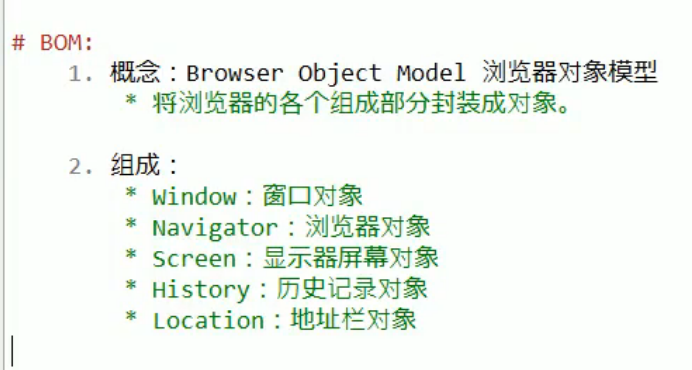 # BOM:
1. 概念：Browser Object Model 浏览器对象模型
* 将浏览器的各个组成部分封装成对象。
2. 组成：
* Window：窗口对象
* Navigator：浏览器对象
* Screen：显示器屏幕对象
* History：历史记录对象
* Location：地址栏对象